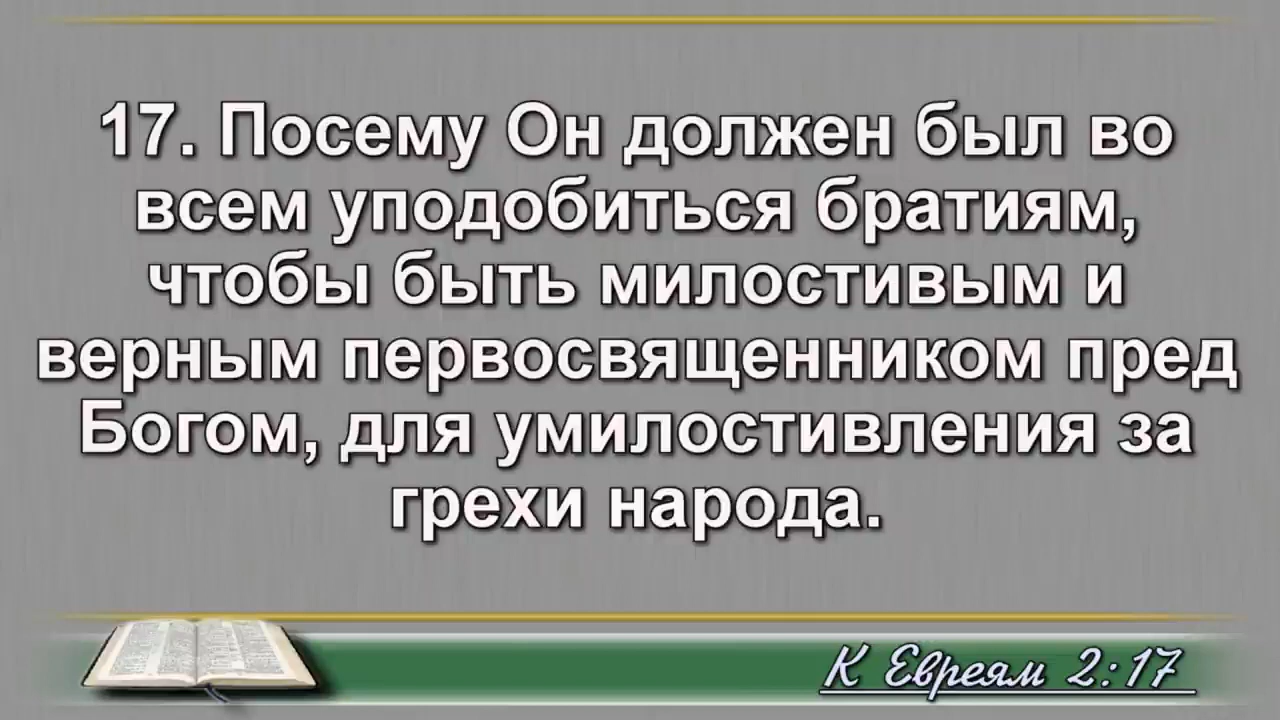 17. Посему Он должен был во
всем уподобиться братиям,
чтобы быть милостивым и
верным первосвященником пред
Богом, для умилостивления за
грехи народа.
К Евреям 2:17